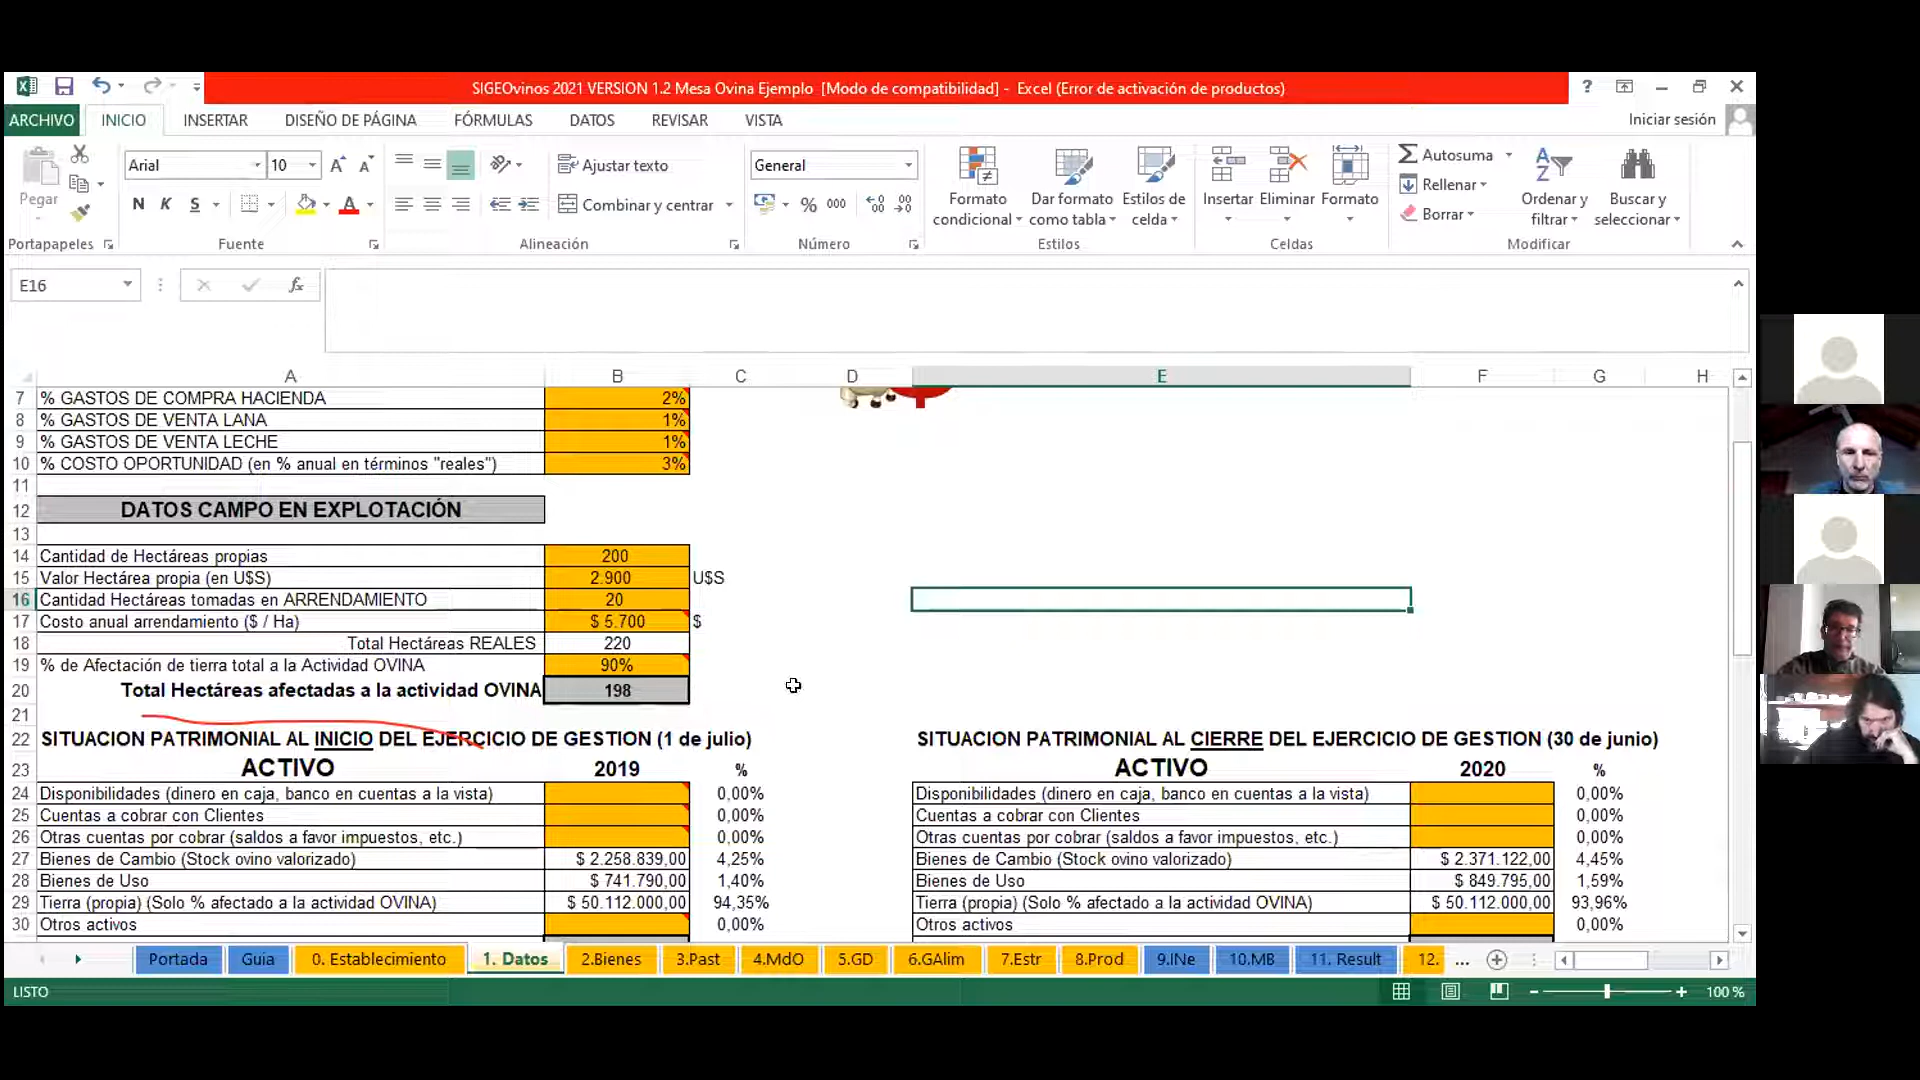 SIGEOvinos 2021 VERSION 1.2 Mesa Ovina Ejemplo [Modo de compatibilidad] - Excel (Error de activación de productos)
ARCHIVO INICIO INSERTAR DISEÑO DE PÁGINA FÓRMULAS DATOS REVISAR VISTA Iniciar sesión
Pegar
Arial 10
N K S
Ajustar texto
Combinar y centrar
General
% 000
Formato condicional
Dar formato como tabla
Estilos de celda
Insertar Eliminar Formato
Autosuma
Rellenar
Borrar
Ordenar y filtrar
Buscar y seleccionar
Portapapeles Fuente Alineación Número Estilos Celdas Modificar
E16 fx
A B C D E F G H
7 % GASTOS DE COMPRA HACIENDA 2%
8 % GASTOS DE VENTA LANA 1%
9 % GASTOS DE VENTA LECHE 1%
10 % COSTO OPORTUNIDAD (en % anual en términos "reales") 3%
11
12 DATOS CAMPO EN EXPLOTACIÓN
13
14 Cantidad de Hectáreas propias 200
15 Valor Hectárea propia (en U$S) 2.900 U$S
16 Cantidad Hectáreas tomadas en ARRENDAMIENTO 20
17 Costo anual arrendamiento ($ / Ha) $ 5.700 $
18 Total Hectáreas REALES 220
19 % de Afectación de tierra total a la Actividad OVINA 90%
20 Total Hectáreas afectadas a la actividad OVINA 198
21
22 SITUACION PATRIMONIAL AL INICIO DEL EJERCICIO DE GESTION (1 de julio) SITUACION PATRIMONIAL AL CIERRE DEL EJERCICIO DE GESTION (30 de junio)
23 ACTIVO 2019 % ACTIVO 2020 %
24 Disponibilidades (dinero en caja, banco en cuentas a la vista) 0,00% Disponibilidades (dinero en caja, banco en cuentas a la vista) 0,00%
25 Cuentas a cobrar con Clientes 0,00% Cuentas a cobrar con Clientes 0,00%
26 Otras cuentas por cobrar (saldos a favor impuestos, etc.) 0,00% Otras cuentas por cobrar (saldos a favor impuestos, etc.) 0,00%
27 Bienes de Cambio (Stock ovino valorizado) $ 2.258.839,00 4,25% Bienes de Cambio (Stock ovino valorizado) $ 2.371.122,00 4,45%
28 Bienes de Uso $ 741.790,00 1,40% Bienes de Uso $ 849.795,00 1,59%
29 Tierra (propia) (Solo % afectado a la actividad OVINA) $ 50.112.000,00 94,35% Tierra (propia) (Solo % afectado a la actividad OVINA) $ 50.112.000,00 93,96%
30 Otros activos 0,00% Otros activos 0,00%
Portada Guia 0. Establecimiento 1. Datos 2.Bienes 3.Past 4.MdO 5.GD 6.GAlim 7.Estr 8.Prod 9.INe 10.MB 11. Result 12. ...
LISTO 100 %